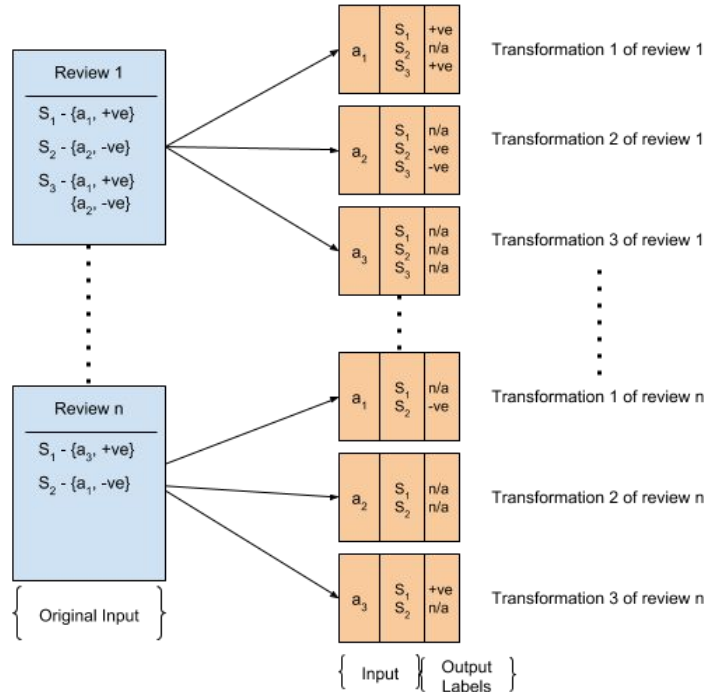 Review 1
S₁ - {a₁, +ve}
S₂ - {a₂, -ve}
S₃ - {a₁, +ve}
{a₂, -ve}
a₁ S₁ +ve
S₂ n/a
S₃ +ve
Transformation 1 of review 1
a₂ S₁ n/a
S₂ -ve
S₃ -ve
Transformation 2 of review 1
a₃ S₁ n/a
S₂ n/a
S₃ n/a
Transformation 3 of review 1
Review n
S₁ - {a₃, +ve}
S₂ - {a₁, -ve}
a₁ S₁ n/a
S₂ -ve
Transformation 1 of review n
a₂ S₁ n/a
S₂ n/a
Transformation 2 of review n
a₃ S₁ +ve
S₂ n/a
Transformation 3 of review n
{ Original Input }
{ Input }
{ Output
Labels }